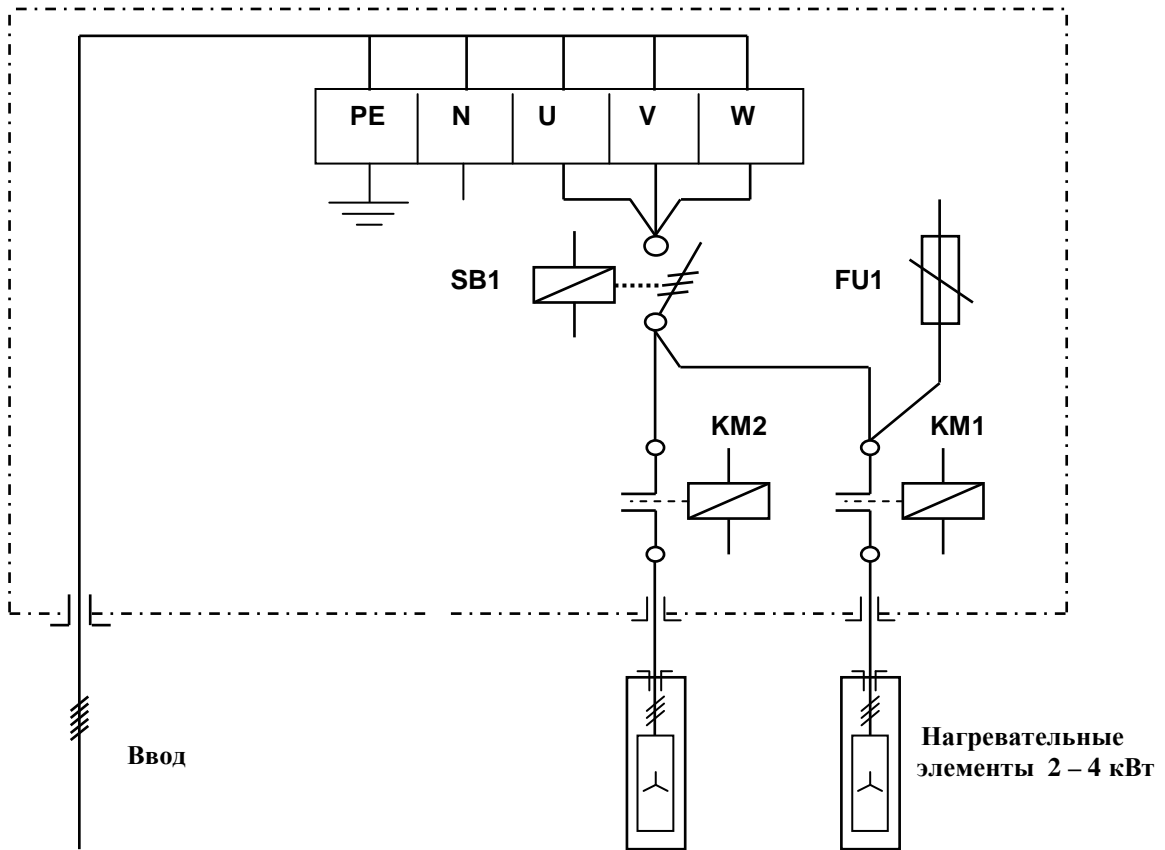 PE N U V W
SB1
FU1
KM2
KM1
Ввод
Нагревательные
элементы 2 – 4 кВт